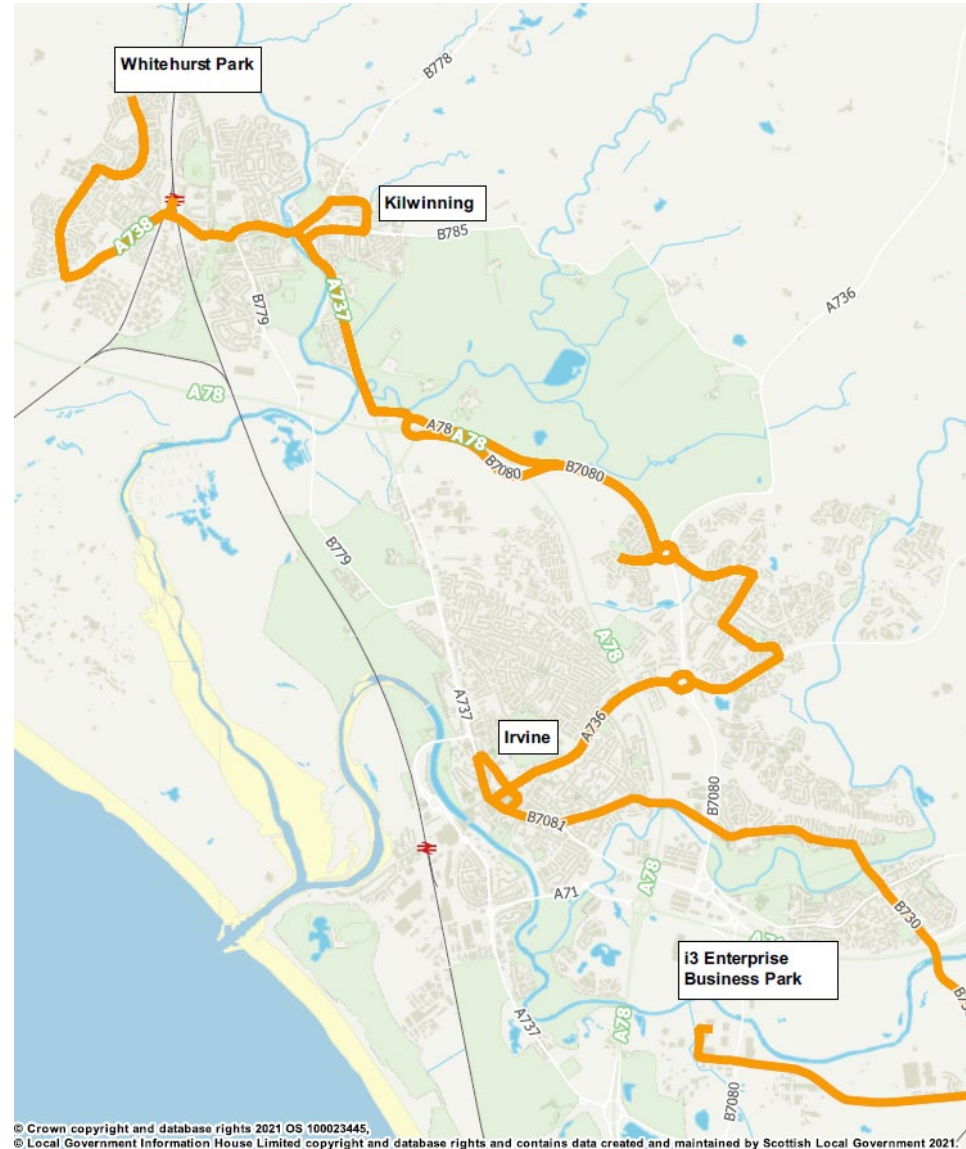 Whitehurst Park
B778
Kilwinning
B785
A738
A737
B779
A736
A78
A78
A78
B7080
B7080
B779
A78
A737
A736
Irvine
B7080
B7081
A78
A71
B730
i3 Enterprise
Business Park
A737
A78
B7080
© Crown copyright and database rights 2021 OS 100023445,
© Local Government Information House Limited copyright and database rights and contains data created and maintained by Scottish Local Government 2021.